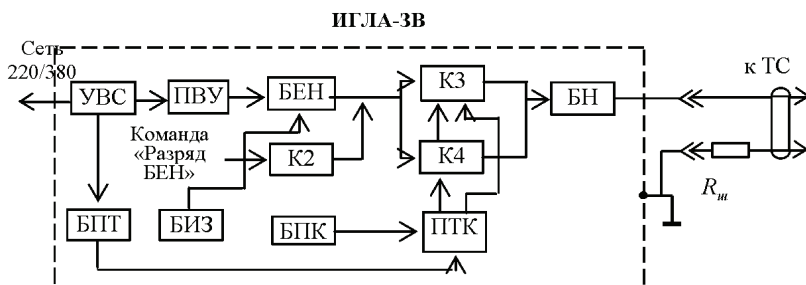 ИГЛА-ЗВ
Сеть
220/380
к ТС
УВС
ПВУ
БЕН
К3
БН
Команда
«Разряд
БЕН»
К2
К4
Rш
БПТ
БИЗ
БПК
ПТК